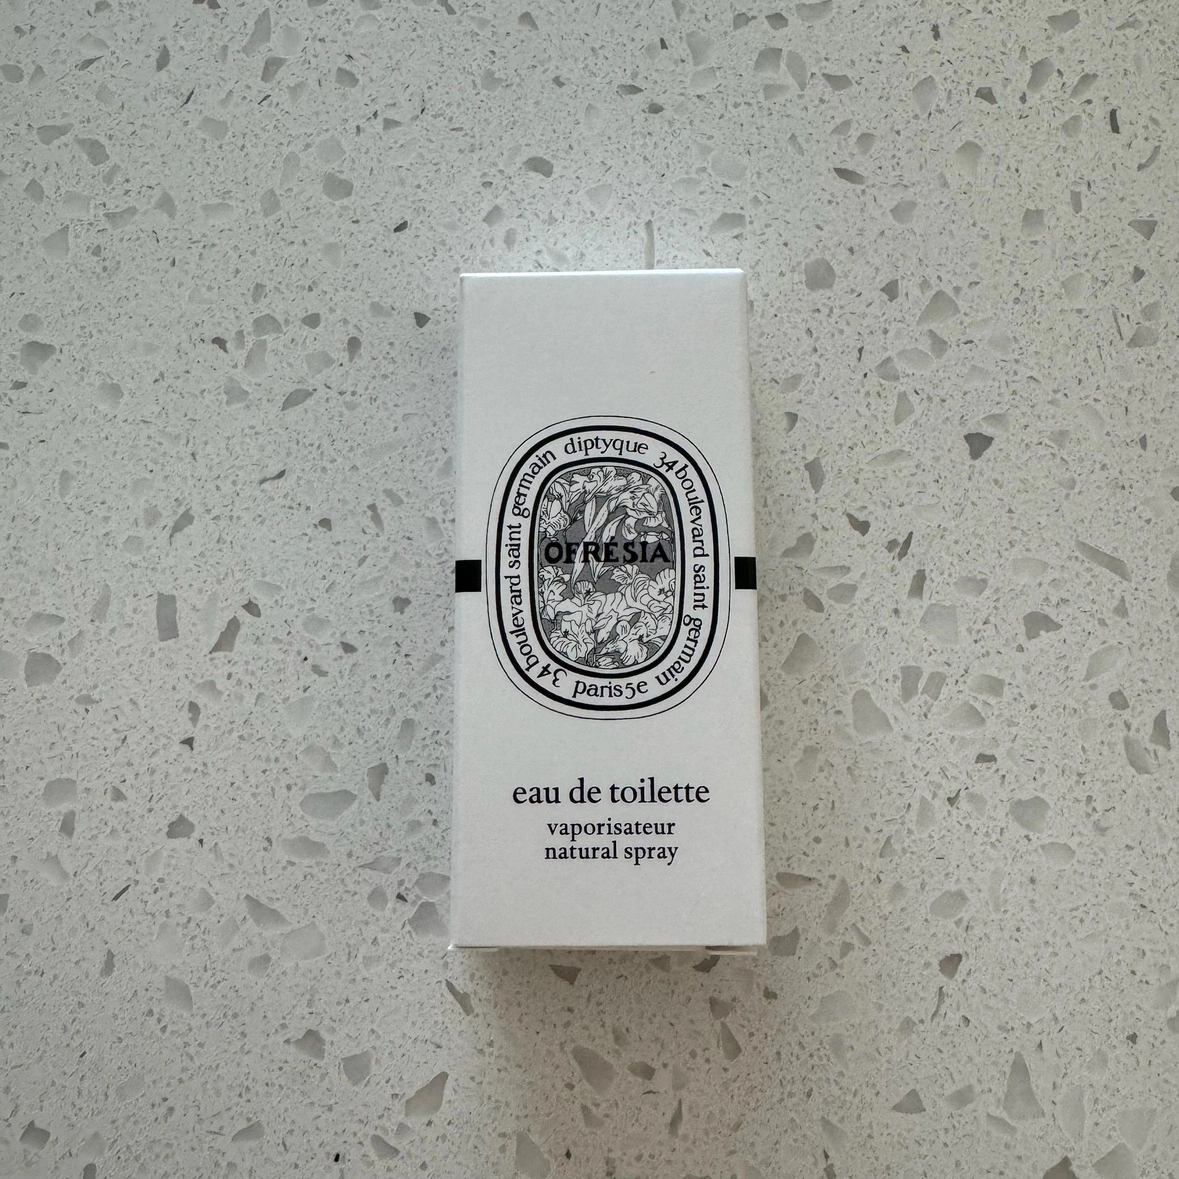 diptyque 34 boulevard saint germain paris 5e 34 boulevard saint germain
OFRÉSIA
eau de toilette
vaporisateur
natural spray